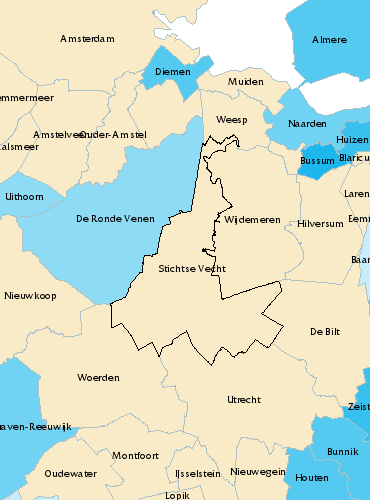 Amsterdam
Almere
Diemen
Muiden
emmermeer
Weesp
Naarden
Amstelveen
Ouder-Amstel
Huizen
alsmeer
Bussum
Blaricu
Laren
Uithoorn
De Ronde Venen
Wijdemeren
Hilversum
Eemn
Baar
Stichtse Vecht
Nieuwkoop
De Bilt
Woerden
Utrecht
Zeist
aven-Reeuwijk
Montfoort
Bunnik
Oudewater
IJsselstein
Nieuwegein
Houten
Lopik